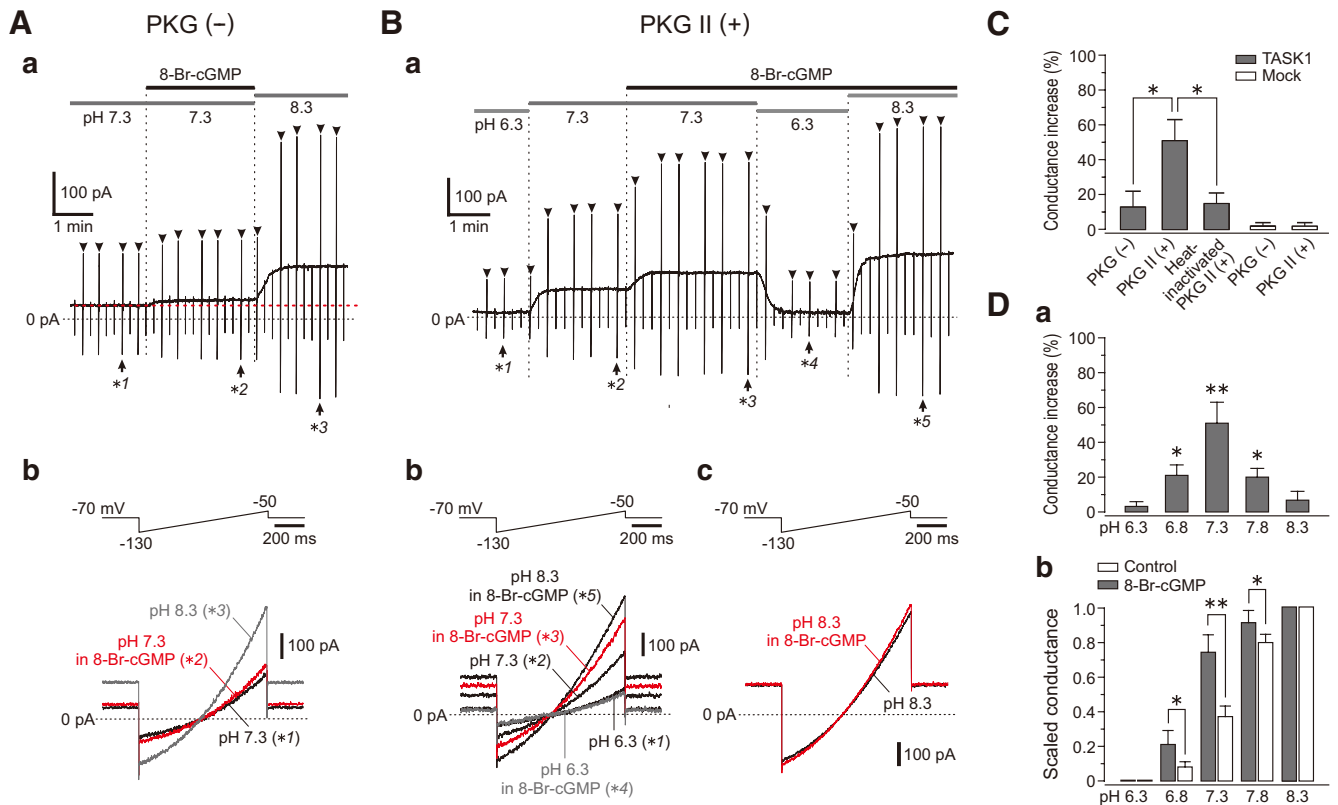 A
PKG (−)
a
8-Br-cGMP
pH 7.3
7.3
8.3
100 pA
1 min
0 pA
*1
*2
*3
b
-70 mV
-50
-130
200 ms
pH 8.3 (*3)
pH 7.3
in 8-Br-cGMP (*2)
100 pA
0 pA
pH 7.3 (*1)
B
PKG II (+)
a
8-Br-cGMP
pH 6.3
7.3
7.3
6.3
8.3
100 pA
1 min
0 pA
*1
*2
*3
*4
*5
b
-70 mV
-50
-130
200 ms
pH 8.3
in 8-Br-cGMP (*5)
pH 7.3
in 8-Br-cGMP (*3)
pH 7.3 (*2)
100 pA
0 pA
pH 6.3 (*1)
pH 6.3
in 8-Br-cGMP (*4)
c
-70 mV
-50
-130
200 ms
pH 8.3
in 8-Br-cGMP
pH 8.3
0 pA
100 pA
C
TASK1
Mock
Conductance increase (%)
100
80
60
40
20
0
*
*
PKG (−)
PKG II (+)
Heat-
inactivated
PKG II (+)
PKG (−)
PKG II (+)
D
a
Conductance increase (%)
100
80
60
40
20
0
*
**
*
pH 6.3
6.8
7.3
7.8
8.3
b
Control
8-Br-cGMP
Scaled conductance
1.0
0.8
0.6
0.4
0.2
0
*
**
*
pH 6.3
6.8
7.3
7.8
8.3